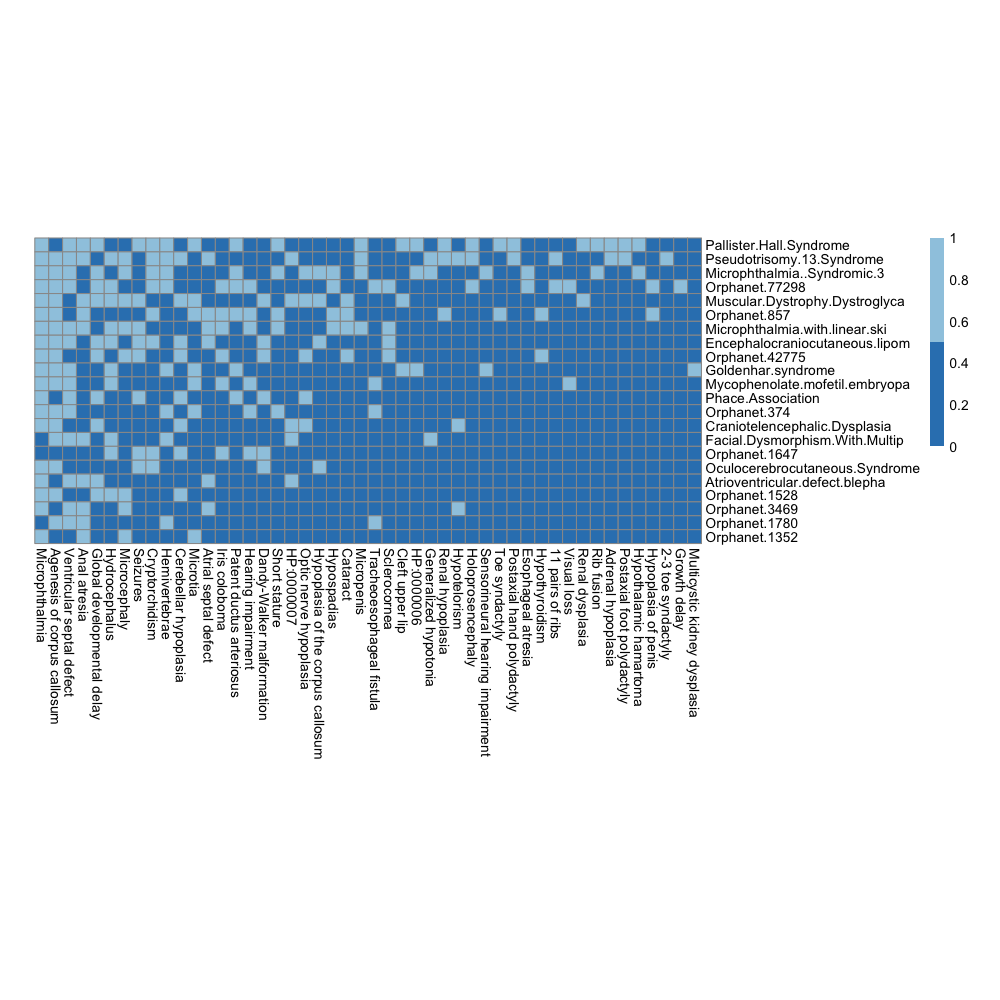 Pallister.Hall.Syndrome
Pseudotrisomy.13.Syndrome
Microphthalmia..Syndromic.3
Orphanet.77298
Muscular.Dystrophy.Dystroglyca
Orphanet.857
Microphthalmia.with.linear.ski
Encephalocraniocutaneous.lipom
Orphanet.42775
Goldenhar.syndrome
Mycophenolate.mofetil.embryopa
Phace.Association
Orphanet.374
Craniotelencephalic.Dysplasia
Facial.Dysmorphism.With.Multip
Orphanet.1647
Oculocerebrocutaneous.Syndrome
Atrioventricular.defect.blepha
Orphanet.1528
Orphanet.3469
Orphanet.1780
Orphanet.1352
1
0.8
0.6
0.4
0.2
0
Microphthalmia
Agenesis of corpus callosum
Ventricular septal defect
Anal atresia
Global developmental delay
Hydrocephalus
Microcephaly
Seizures
Cryptorchidism
Hemivertebrae
Cerebellar hypoplasia
Microtia
Atrial septal defect
Iris coloboma
Patent ductus arteriosus
Hearing impairment
Dandy-Walker malformation
Short stature
HP:0000007
Optic nerve hypoplasia
Hypoplasia of the corpus callosum
Hypospadias
Cataract
Micropenis
Tracheoesophageal fistula
Sclerocornea
Cleft upper lip
HP:0000006
Generalized hypotonia
Renal hypoplasia
Hypotelorism
Holoprosencephaly
Sensorineural hearing impairment
Toe syndactyly
Postaxial hand polydactyly
Esophageal atresia
Hypothyroidism
11 pairs of ribs
Visual loss
Renal dysplasia
Rib fusion
Adrenal hypoplasia
Postaxial foot polydactyly
Hypothalamic hamartoma
Hypoplasia of penis
2-3 toe syndactyly
Growth delay
Multicystic kidney dysplasia